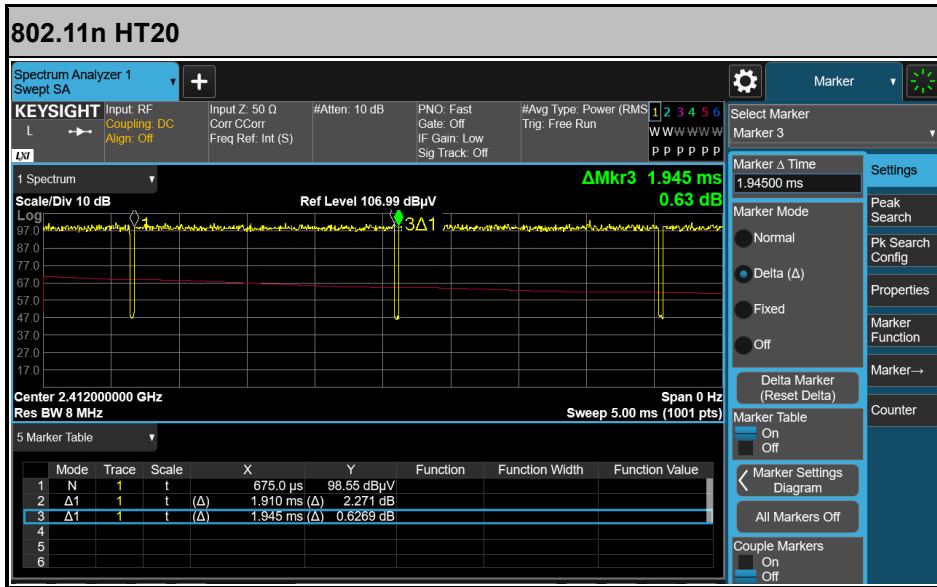 802.11n HT20
Spectrum Analyzer 1
Swept SA
Marker
KEYSIGHT
L
LXI
Input: RF
Coupling: DC
Align: Off
Input Z: 50 Ω
Corr CCorr
Freq Ref: Int (S)
#Atten: 10 dB
PNO: Fast
Gate: Off
IF Gain: Low
Sig Track: Off
#Avg Type: Power (RMS
Trig: Free Run
1 2 3 4 5 6
W W W W W W
P P P P P P
Select Marker
Marker 3
1 Spectrum
ΔMkr3 1.945 ms
0.63 dB
Scale/Div 10 dB
Ref Level 106.99 dBµV
Log
97.0
87.0
77.0
67.0
57.0
47.0
37.0
27.0
17.0
1
3Δ1
Center 2.412000000 GHz
Span 0 Hz
Res BW 8 MHz
Sweep 5.00 ms (1001 pts)
5 Marker Table
Mode Trace Scale X Y Function Function Width Function Value
1 N 1 t 675.0 µs 98.55 dBµV
2 Δ1 1 t (Δ) 1.910 ms (Δ) 2.271 dB
3 Δ1 1 t (Δ) 1.945 ms (Δ) 0.6269 dB
4
5
6
Marker Δ Time
1.94500 ms
Marker Mode
Normal
Delta (Δ)
Fixed
Off
Delta Marker
(Reset Delta)
Marker Table
On
Off
Marker Settings
Diagram
All Markers Off
Couple Markers
On
Off
Settings
Peak
Search
Pk Search
Config
Properties
Marker
Function
Marker→
Counter